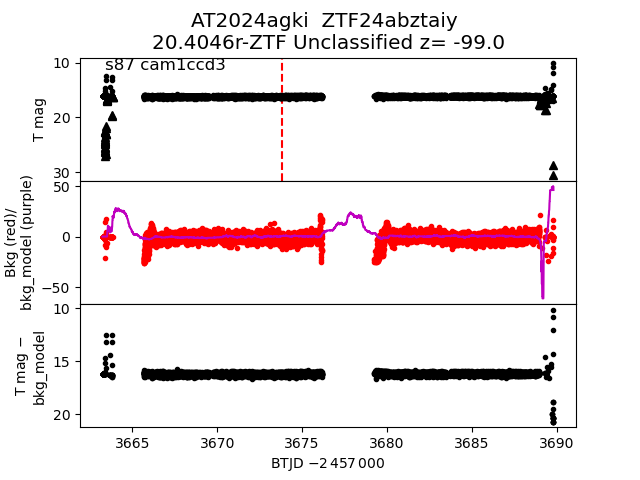 AT2024agki  ZTF24abztaiy
20.4046r-ZTF Unclassified z= -99.0
s87 cam1ccd3
10
20
30
T mag
50
0
−50
Bkg (red)/
bkg_model (purple)
10
15
20
T mag −
bkg_model
3665
3670
3675
3680
3685
3690
BTJD −2 457 000